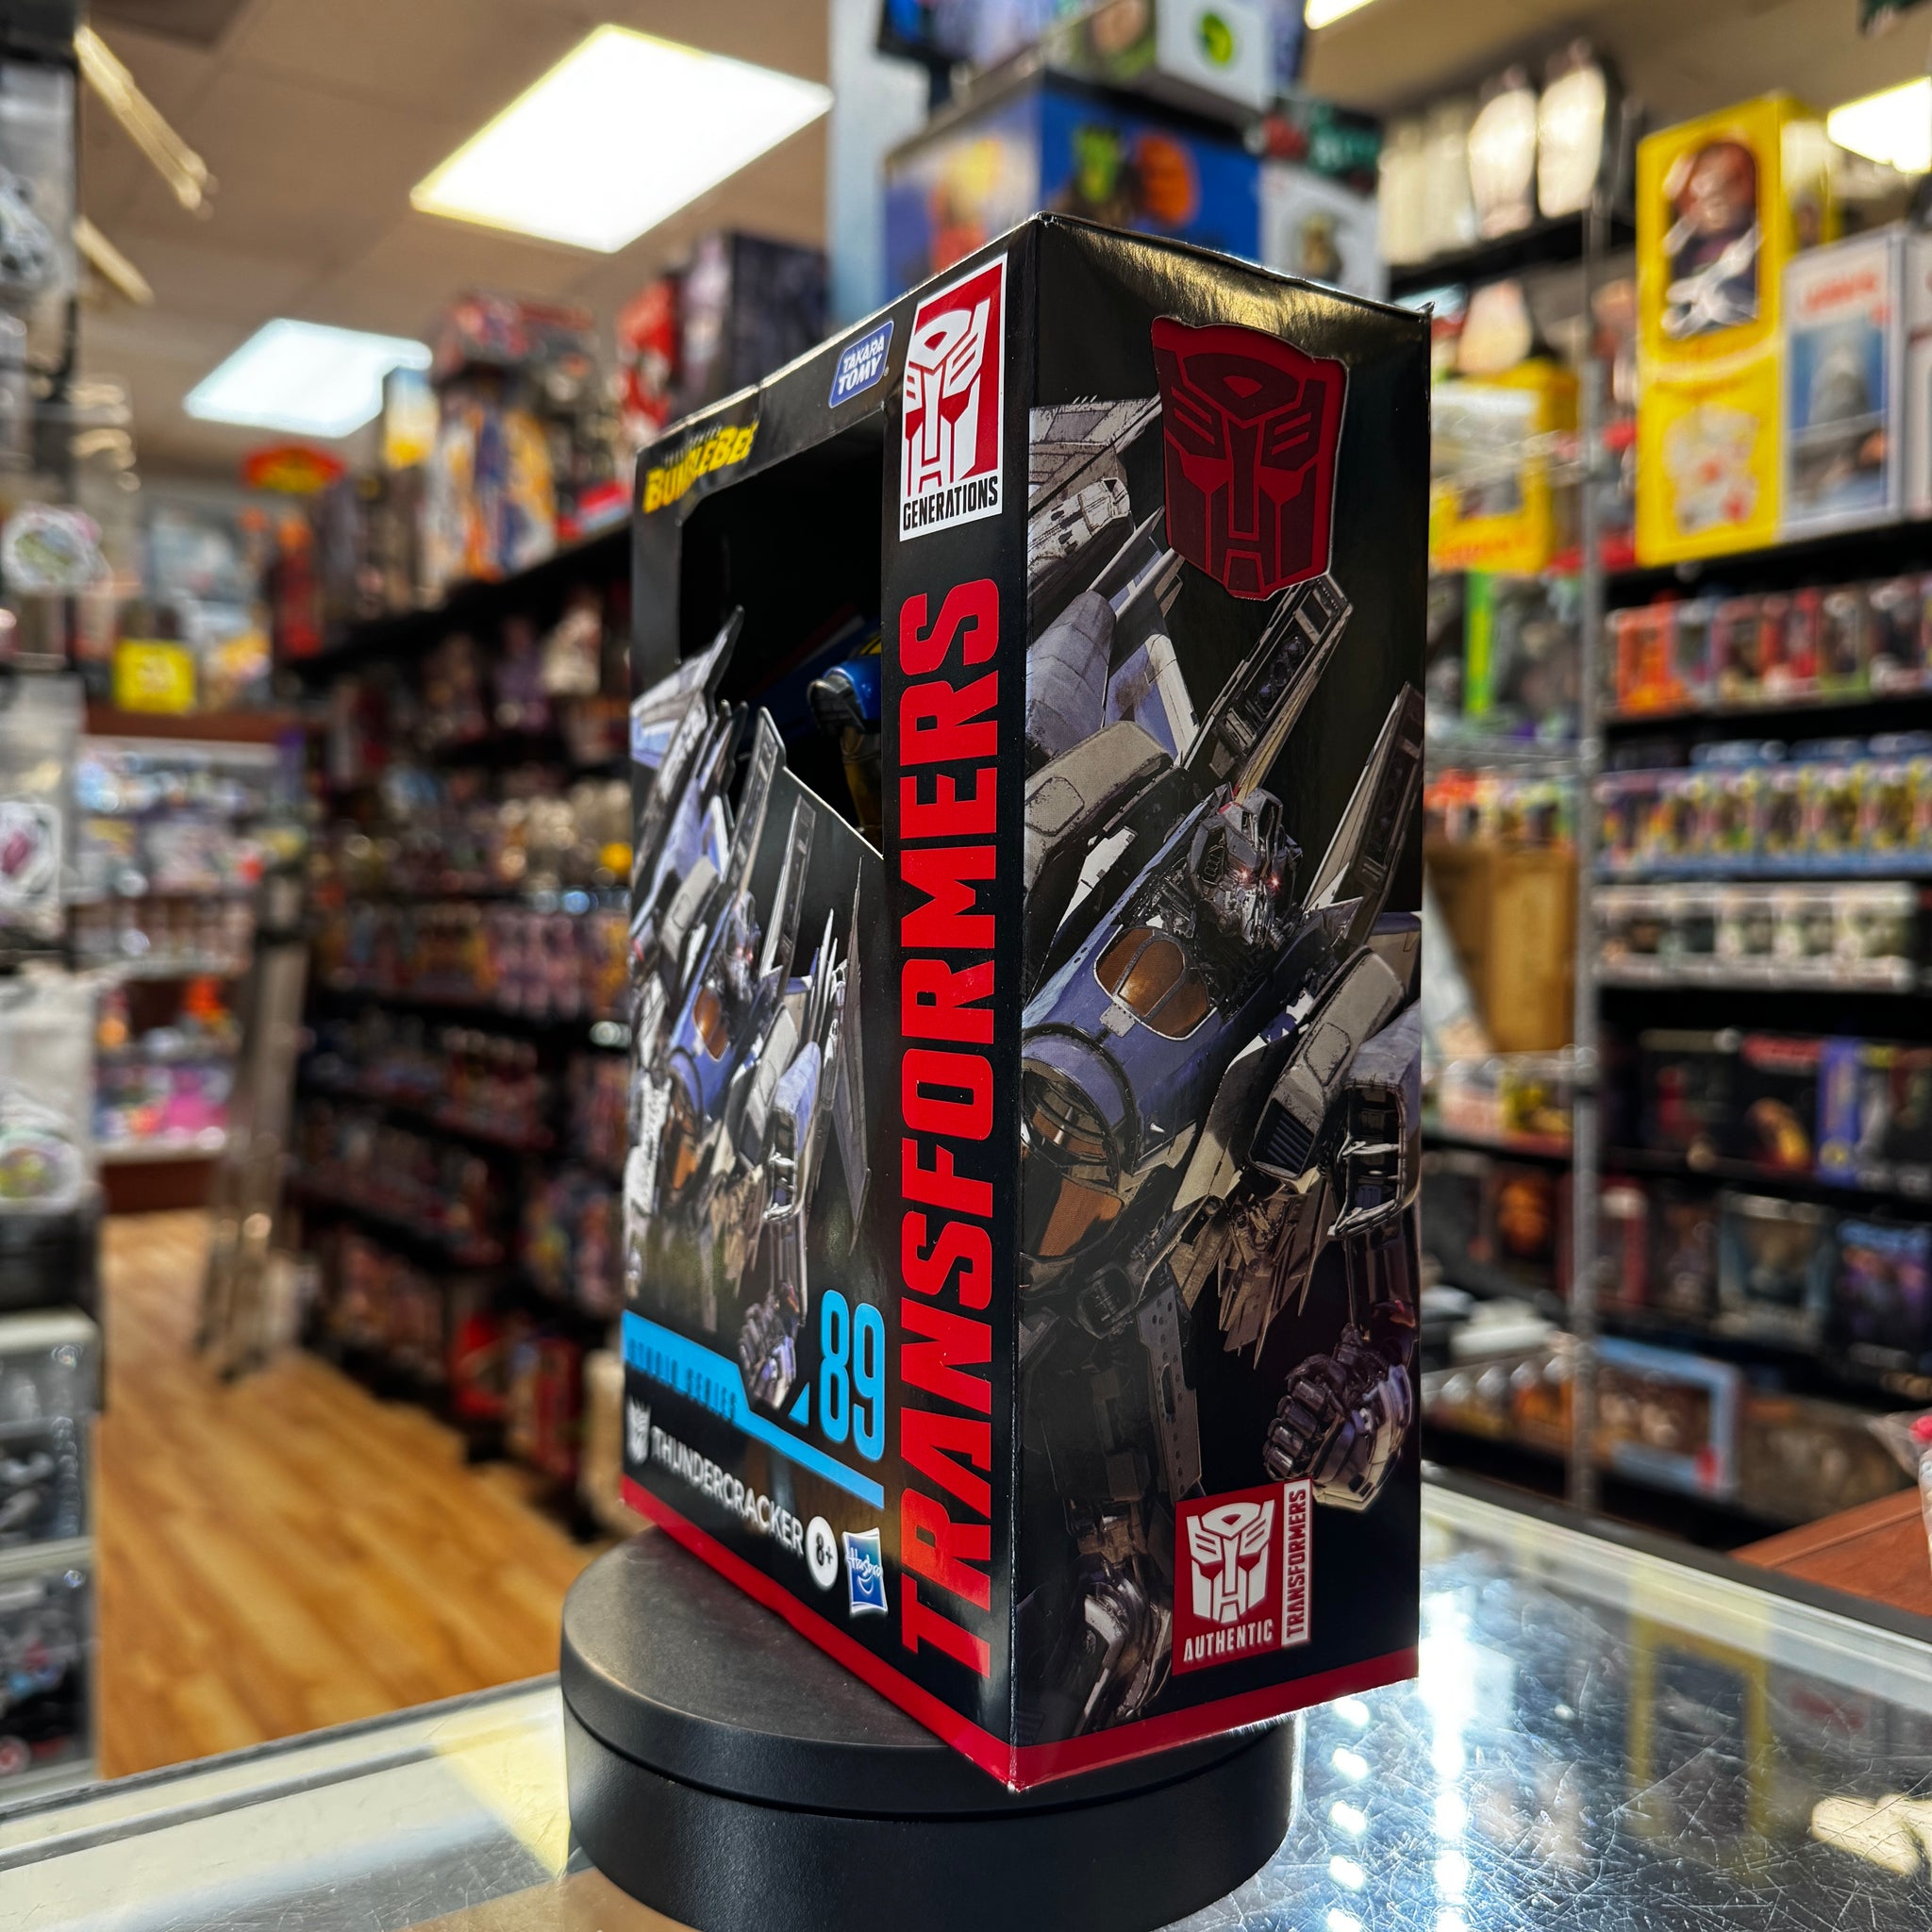 TAKARA
TOMY
BUMBLEBEE
GENERATIONS
TRANSFORMERS
STUDIO SERIES
89
THUNDERCRACKER
8+
Hasbro
AUTHENTIC
TRANSFORMERS